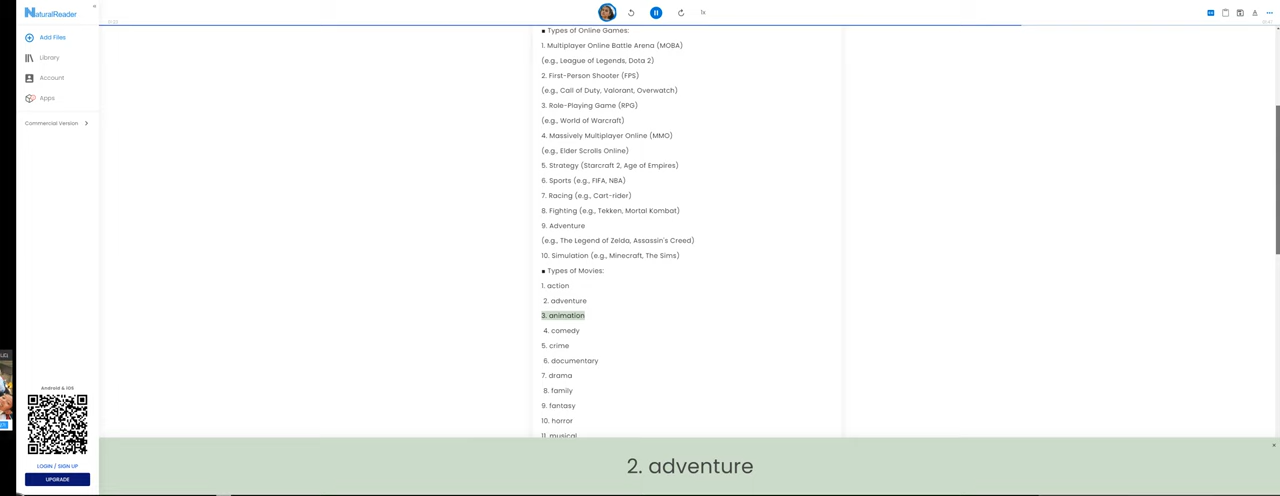 NaturalReader
Add Files
Library
Account
Apps
Commercial Version
Android & iOS
LOGIN / SIGN UP
UPGRADE
1x
■ Types of Online Games:
1. Multiplayer Online Battle Arena (MOBA)
(e.g., League of Legends, Dota 2)
2. First-Person Shooter (FPS)
(e.g., Call of Duty, Valorant, Overwatch)
3. Role-Playing Game (RPG)
(e.g., World of Warcraft)
4. Massively Multiplayer Online (MMO)
(e.g., Elder Scrolls Online)
5. Strategy (Starcraft 2, Age of Empires)
6. Sports (e.g., FIFA, NBA)
7. Racing (e.g., Cart-rider)
8. Fighting (e.g., Tekken, Mortal Kombat)
9. Adventure
(e.g., The Legend of Zelda, Assassin's Creed)
10. Simulation (e.g., Minecraft, The Sims)
■ Types of Movies:
1. action
2. adventure
3. animation
4. comedy
5. crime
6. documentary
7. drama
8. family
9. fantasy
10. horror
11. musical
2. adventure